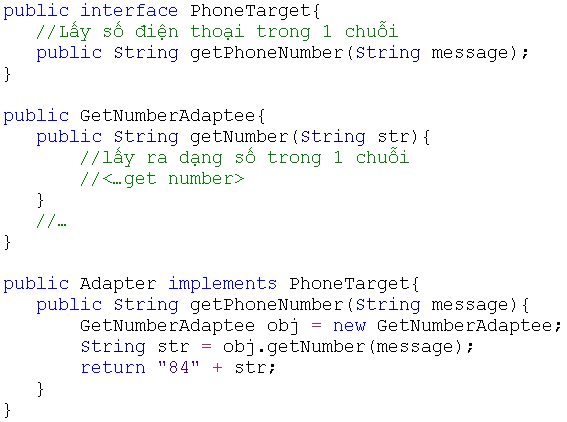 public interface PhoneTarget{
//Lấy số điện thoại trong 1 chuỗi
public String getPhoneNumber(String message);
}
public GetNumberAdaptee{
public String getNumber(String str){
//lấy ra dạng số trong 1 chuỗi
//<…get number>
}
//…
}
public Adapter implements PhoneTarget{
public String getPhoneNumber(String message){
GetNumberAdaptee obj = new GetNumberAdaptee;
String str = obj.getNumber(message);
return "84" + str;
}
}